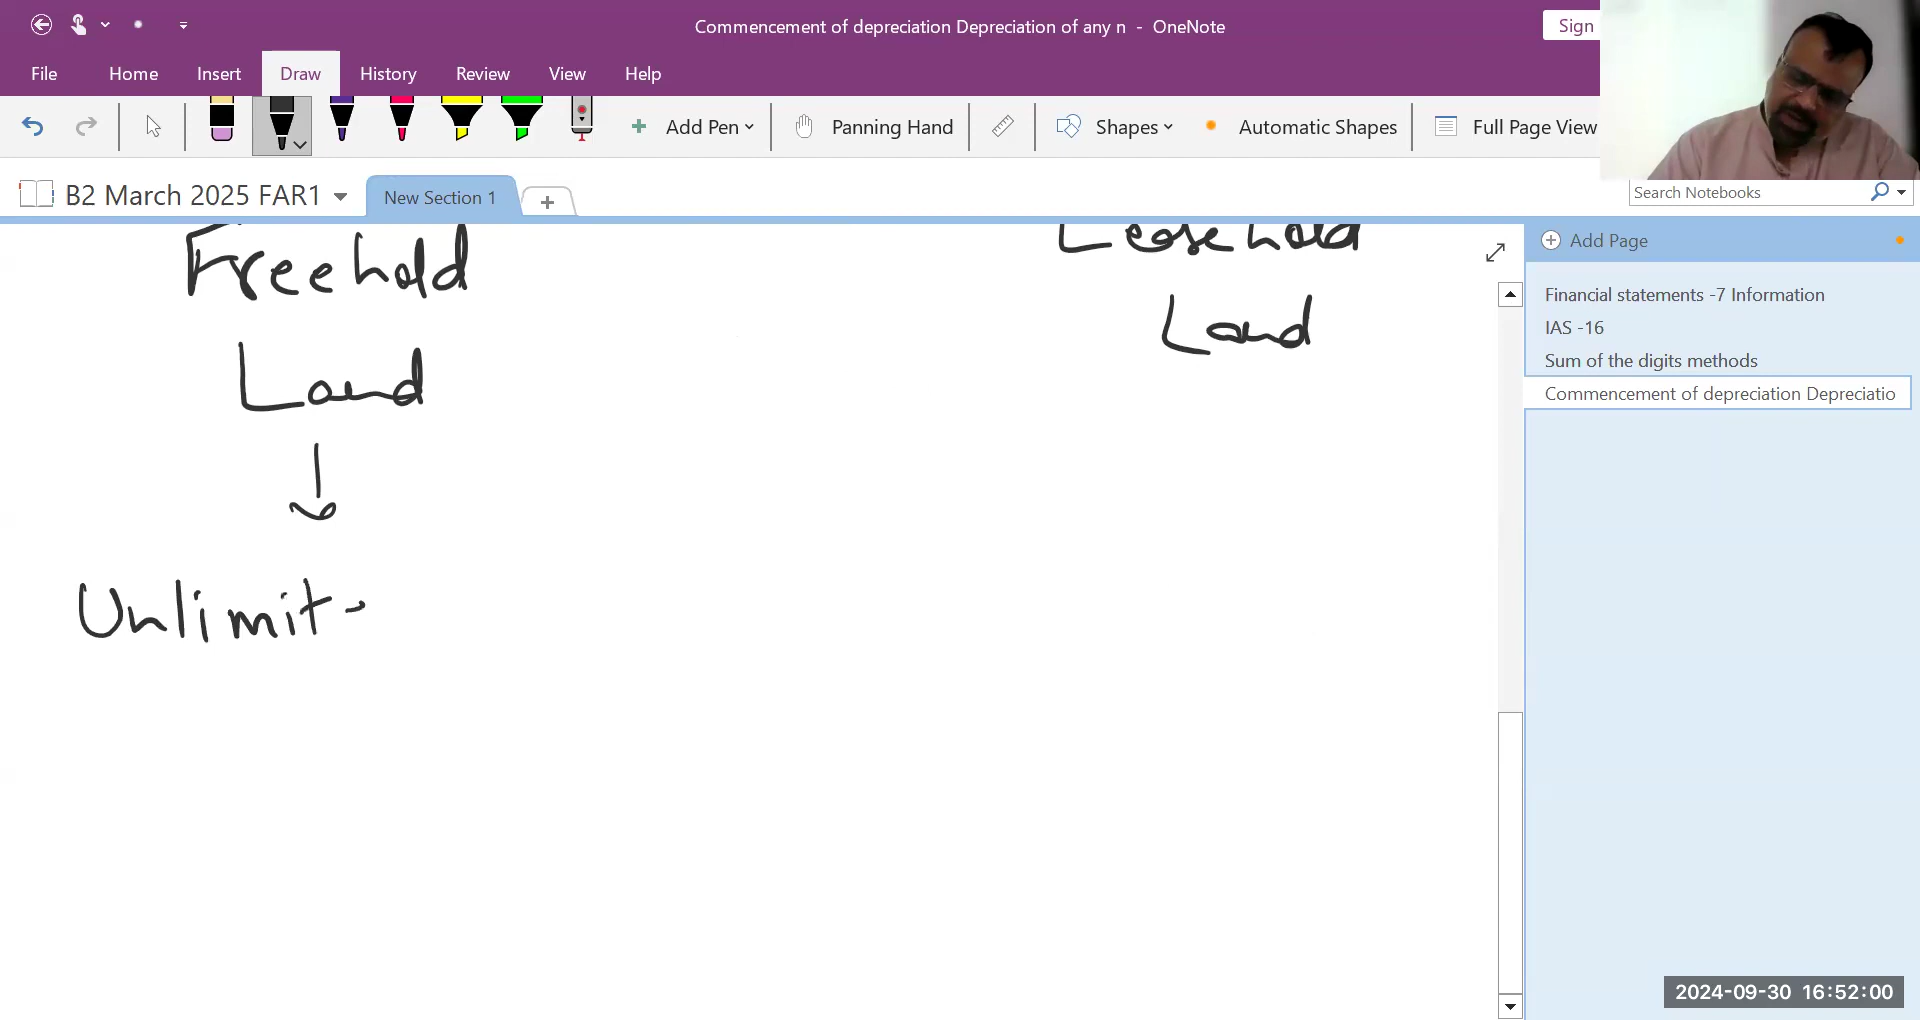 Commencement of depreciation Depreciation of any n - OneNote
Sign
File Home Insert Draw History Review View Help
Add Pen Panning Hand Shapes Automatic Shapes Full Page View
B2 March 2025 FAR1 New Section 1
Search Notebooks
Add Page
Financial statements -7 Information
IAS -16
Sum of the digits methods
Commencement of depreciation Depreciatio
Freehold
Land
Unlimit
Leasehold
Land
2024-09-30 16:52:00